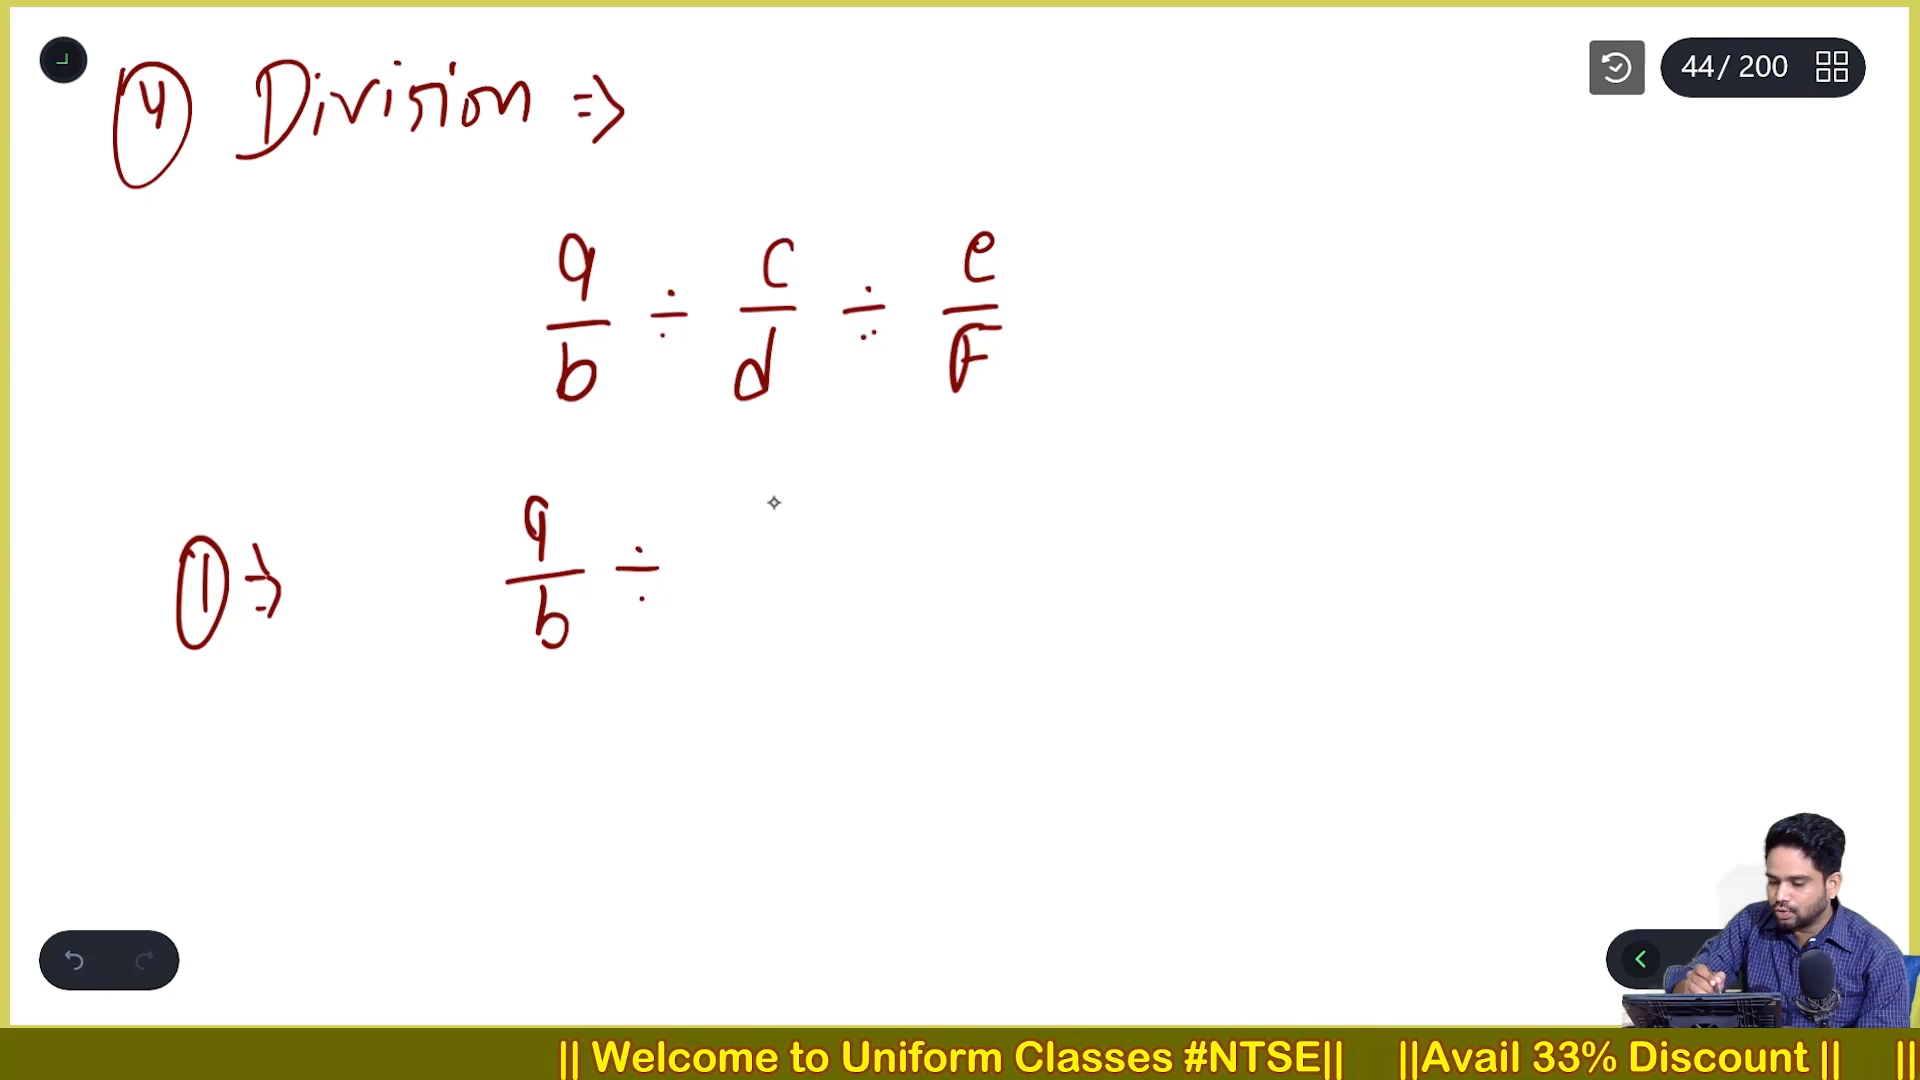 44/ 200
4 Division =>
a/b ÷ c/d ÷ e/F
1 => a/b ÷
|| Welcome to Uniform Classes #NTSE|| ||Avail 33% Discount || ||